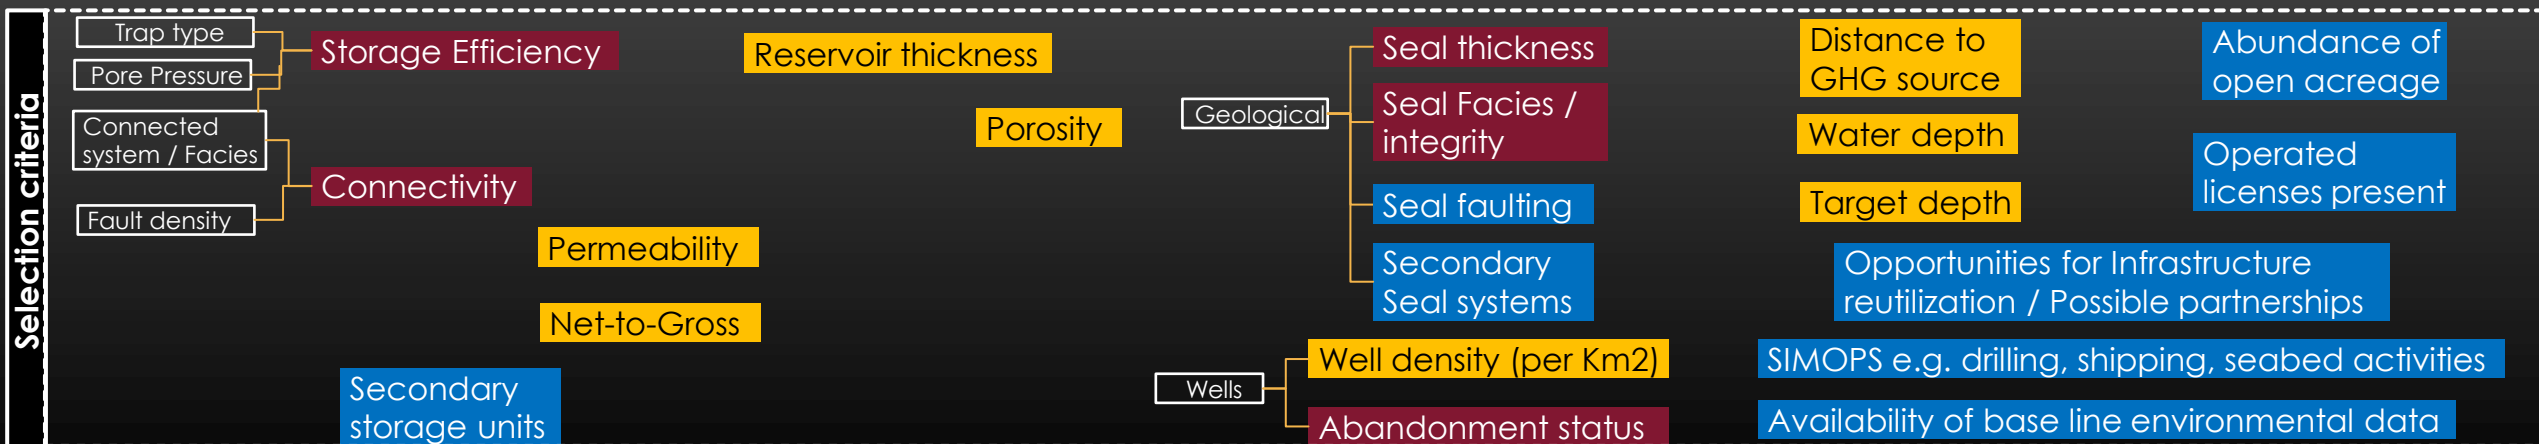 Selection criteria
Trap type
Pore Pressure
Connected
system / Facies
Fault density
Storage Efficiency
Connectivity
Reservoir thickness
Porosity
Permeability
Net-to-Gross
Secondary
storage units
Geological
Seal thickness
Seal Facies /
integrity
Seal faulting
Secondary
Seal systems
Wells
Well density (per Km2)
Abandonment status
Distance to
GHG source
Water depth
Target depth
Abundance of
open acreage
Operated
licenses present
Opportunities for Infrastructure
reutilization / Possible partnerships
SIMOPS e.g. drilling, shipping, seabed activities
Availability of base line environmental data